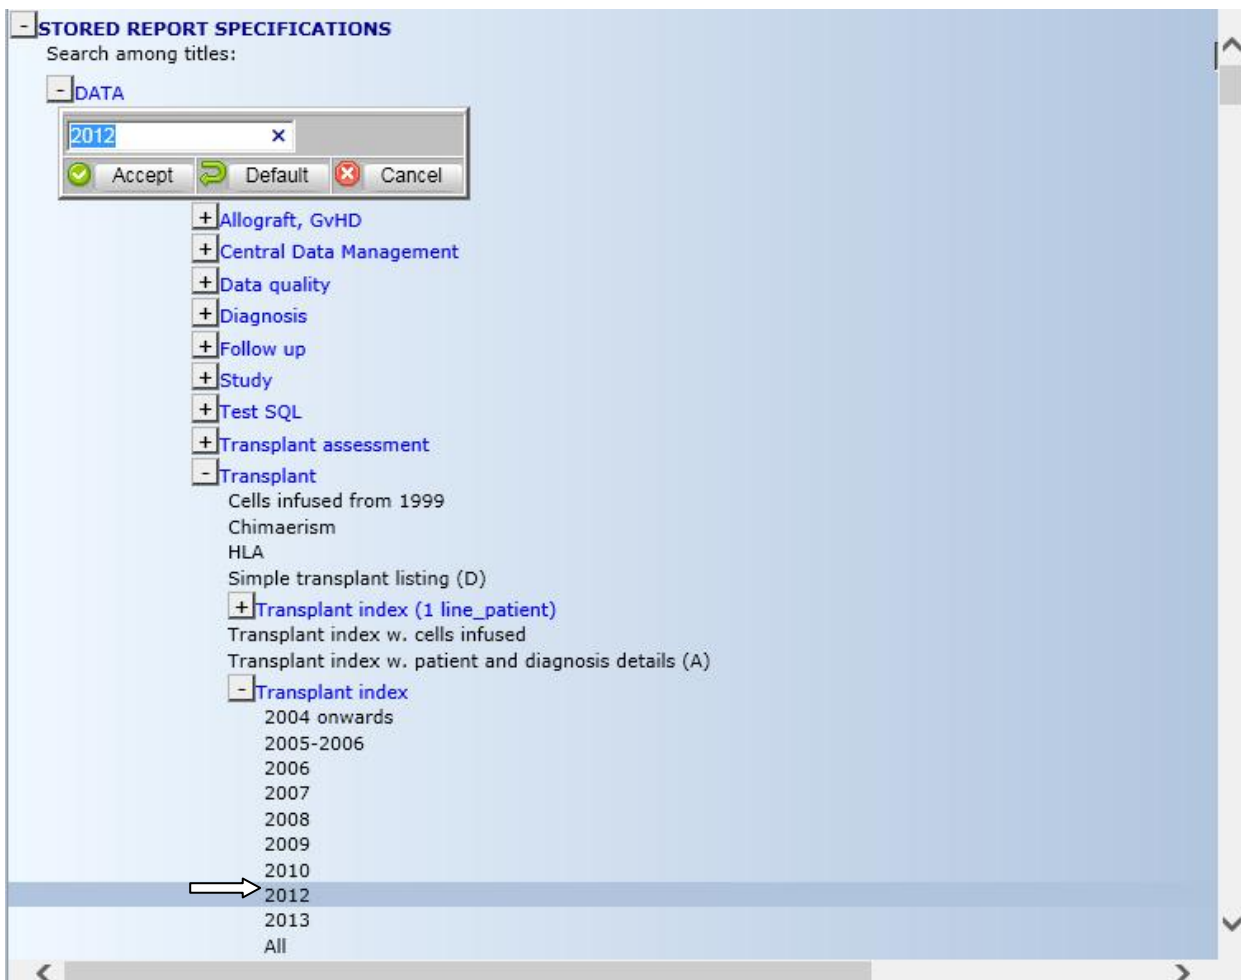 STORED REPORT SPECIFICATIONS
Search among titles:
DATA
2012
Accept Default Cancel
Allograft, GvHD
Central Data Management
Data quality
Diagnosis
Follow up
Study
Test SQL
Transplant assessment
Transplant
Cells infused from 1999
Chimaerism
HLA
Simple transplant listing (D)
Transplant index (1 line_patient)
Transplant index w. cells infused
Transplant index w. patient and diagnosis details (A)
Transplant index
2004 onwards
2005-2006
2006
2007
2008
2009
2010
2012
2013
All